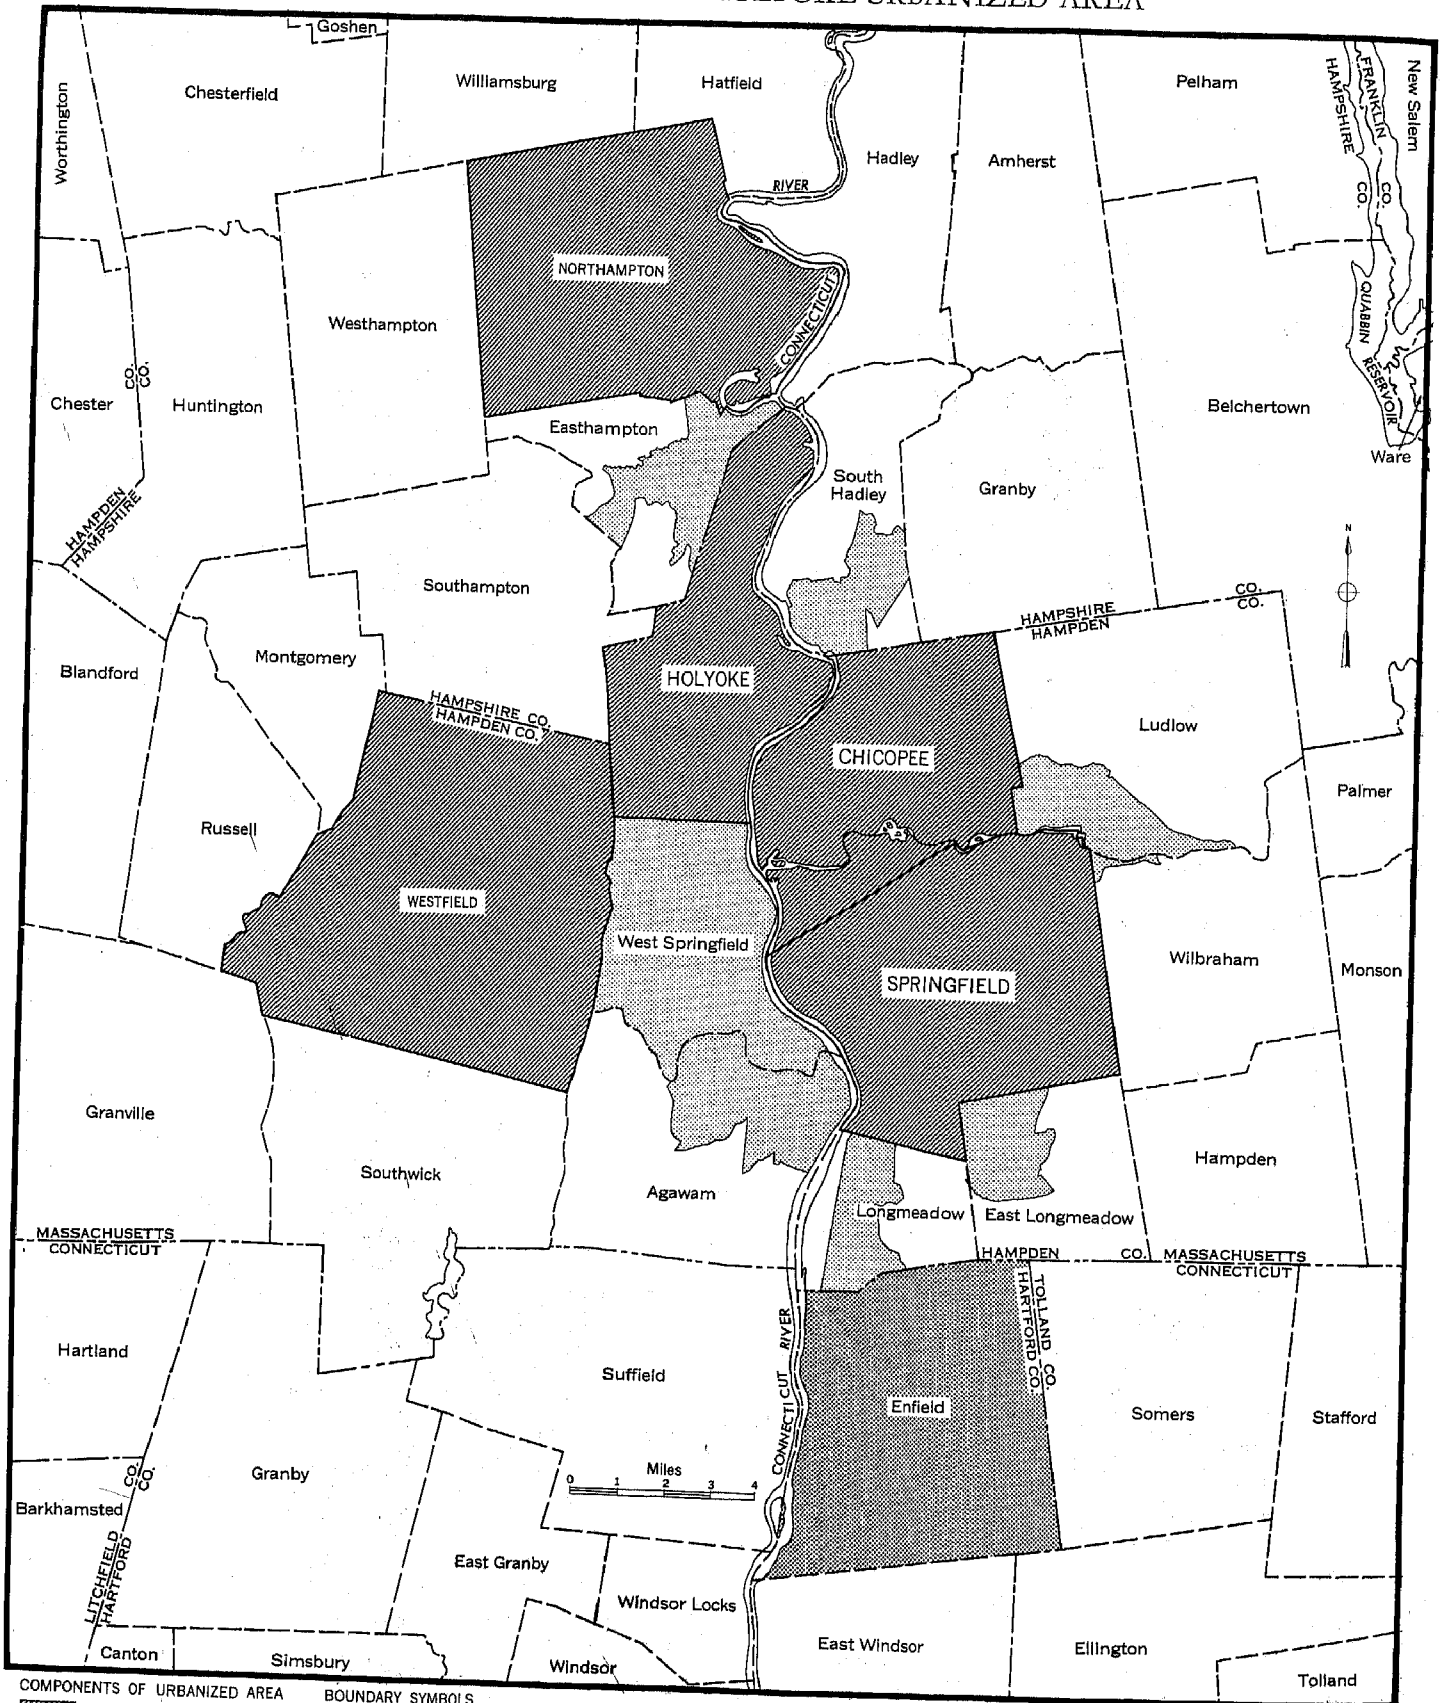 URBANIZED AREA
Goshen
Worthington
Chesterfield
Williamsburg
Hatfield
Pelham
New Salem
FRANKLIN CO.
HAMPSHIRE CO.
Hadley
Amherst
RIVER
NORTHAMPTON
CONNECTICUT
Westhampton
QUABBIN RESERVOIR
CO.
CO.
Chester
Huntington
Belchertown
Easthampton
Ware
South
Hadley
Granby
HAMPDEN
HAMPSHIRE
N
Southampton
CO.
CO.
HAMPSHIRE
HAMPDEN
Montgomery
Blandford
HOLYOKE
HAMPSHIRE CO.
HAMPDEN CO.
Ludlow
CHICOPEE
Palmer
Russell
WESTFIELD
West Springfield
Wilbraham
Monson
SPRINGFIELD
Granville
Hampden
Southwick
Agawam
Longmeadow
East Longmeadow
MASSACHUSETTS
CONNECTICUT
HAMPDEN CO.
MASSACHUSETTS
CONNECTICUT
TOLLAND CO.
HARTFORD CO.
Hartland
Suffield
CONNECTICUT RIVER
Enfield
Somers
Stafford
Granby
Miles
0 1 2 3 4
CO.
CO.
Barkhamsted
LITCHFIELD
HARTFORD
East Granby
Windsor Locks
East Windsor
Ellington
Canton
Simsbury
Windsor
Tolland
COMPONENTS OF URBANIZED AREA BOUNDARY SYMBOLS